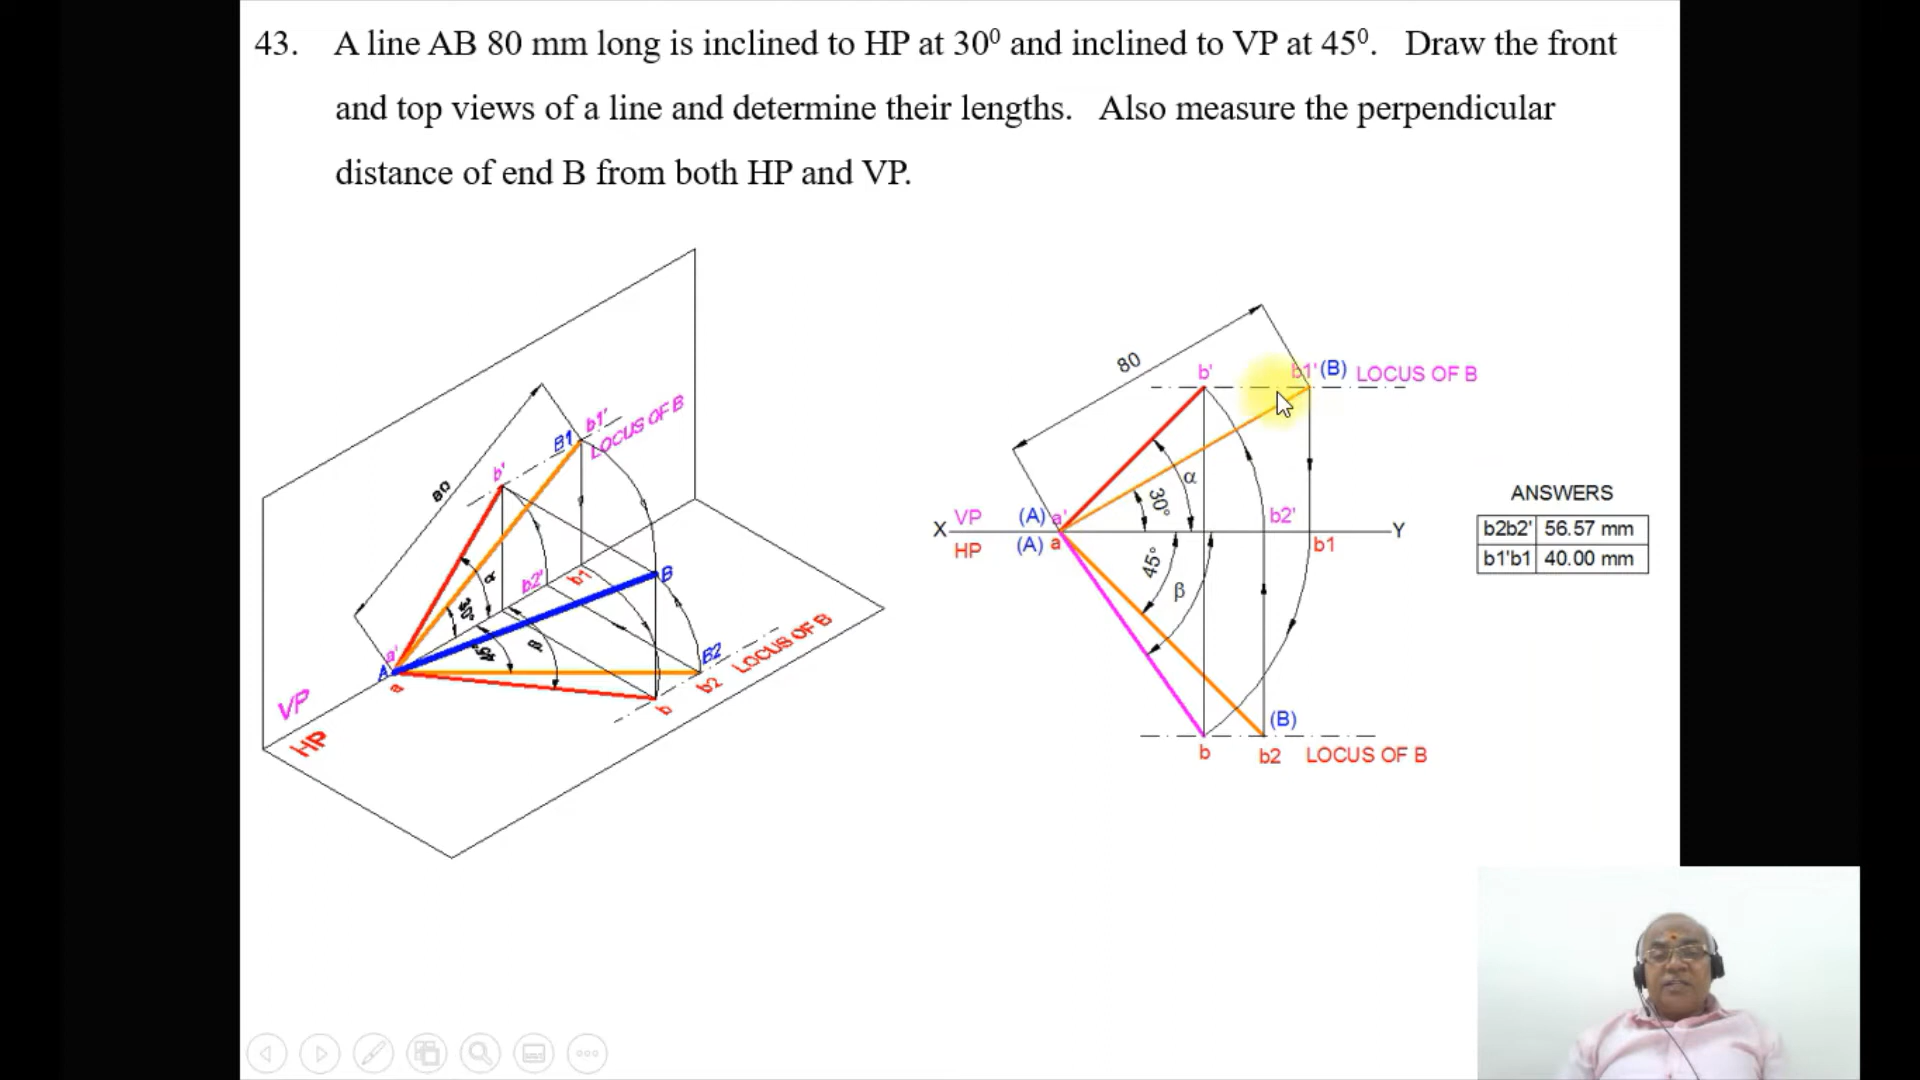 43. A line AB 80 mm long is inclined to HP at 30⁰ and inclined to VP at 45⁰. Draw the front
and top views of a line and determine their lengths. Also measure the perpendicular
distance of end B from both HP and VP.
80
b1'
B1
LOCUS OF B
b'
α
30°
b2'
b1
B
45°
β
a'
A
a
B2
b2
LOCUS OF B
b
VP
HP
80
b'
b1' (B) LOCUS OF B
α
30°
X VP (A) a' b2' Y
HP (A) a b1
45°
β
(B)
b b2 LOCUS OF B
ANSWERS
b2b2' 56.57 mm
b1'b1 40.00 mm